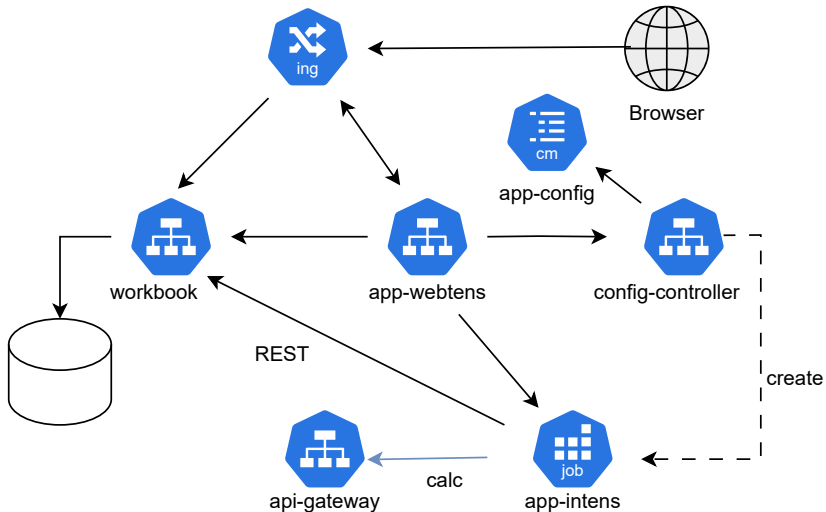 ing
Browser
cm
app-config
workbook
app-webtens
config-controller
REST
create
job
calc
api-gateway
app-intens